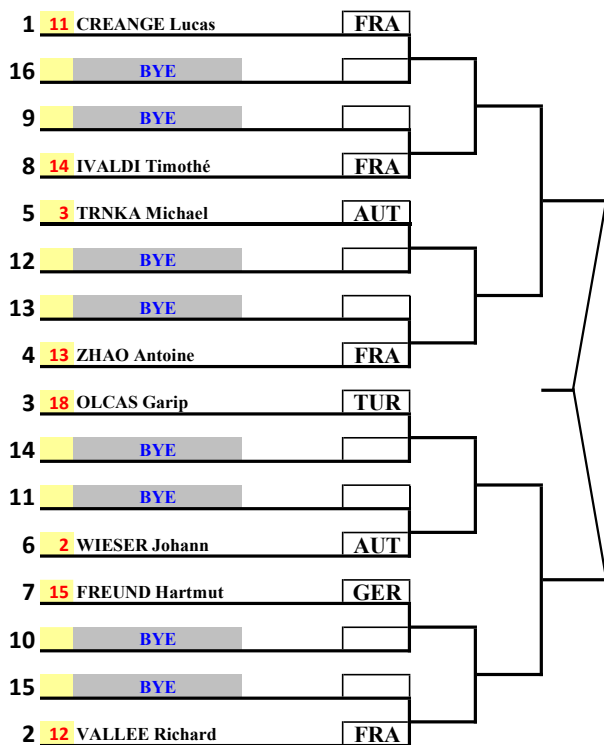 1 11 CREANGE Lucas FRA
16 BYE
9 BYE
8 14 IVALDI Timothé FRA
5 3 TRNKA Michael AUT
12 BYE
13 BYE
4 13 ZHAO Antoine FRA
3 18 OLCAS Garip TUR
14 BYE
11 BYE
6 2 WIESER Johann AUT
7 15 FREUND Hartmut GER
10 BYE
15 BYE
2 12 VALLEE Richard FRA